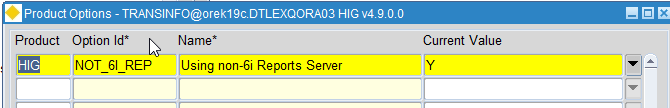 Product Options - TRANSINFO@orek19c.DTLEXQORA03 HIG v4.9.0.0
Product Option Id* Name* Current Value
HIG NOT_6I_REP Using non-6i Reports Server Y